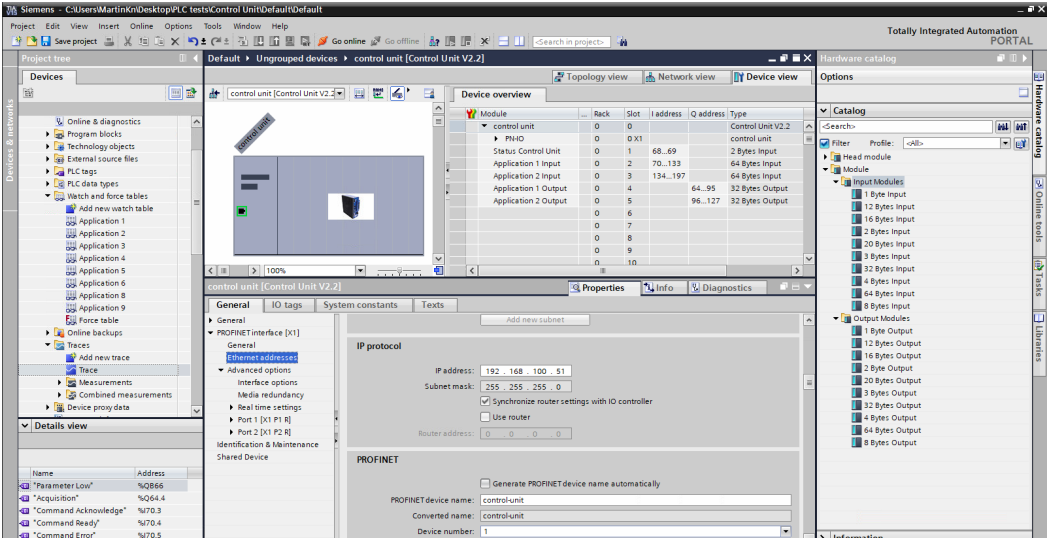 Siemens - C:\Users\MartinKn\Desktop\PLC tests\Control Unit\Default\Default
Project Edit View Insert Online Options Tools Window Help
Totally Integrated Automation
PORTAL
Save project Go online Go offline <Search in project>
Project tree
Devices
Devices & networks
Online & diagnostics
Program blocks
Technology objects
External source files
PLC tags
PLC data types
Watch and force tables
Add new watch table
Application 1
Application 2
Application 3
Application 4
Application 5
Application 6
Application 8
Application 9
Force table
Online backups
Traces
Add new trace
Trace
Measurements
Combined measurements
Device proxy data
Details view
Name Address
"Parameter Low" %QB66
"Acquisition" %Q64.4
"Command Acknowledge" %I70.3
"Command Ready" %I70.4
"Command Error" %I70.5
Default Ungrouped devices control unit [Control Unit V2.2]
Topology view Network view Device view
control unit [Control Unit V2.2
control unit
100%
Device overview
Module ... Rack Slot I address Q address Type
control unit 0 0 Control Unit V2.2
PN-IO 0 0 X1 control unit
Status Control Unit 0 1 68...69 2 Bytes Input
Application 1 Input 0 2 70...133 64 Bytes Input
Application 2 Input 0 3 134...197 64 Bytes Input
Application 1 Output 0 4 64...95 32 Bytes Output
Application 2 Output 0 5 96...127 32 Bytes Output
0 6
0 7
0 8
0 9
0 10
control unit [Control Unit V2.2]
Properties Info Diagnostics
General IO tags System constants Texts
General
PROFINET interface [X1]
General
Ethernet addresses
Advanced options
Interface options
Media redundancy
Real time settings
Port 1 [X1 P1 R]
Port 2 [X1 P2 R]
Identification & Maintenance
Shared Device
Add new subnet
IP protocol
IP address: 192 . 168 . 100 . 51
Subnet mask: 255 . 255 . 255 . 0
Synchronize router settings with IO controller
Use router
Router address: 0 . 0 . 0 . 0
PROFINET
Generate PROFINET device name automatically
PROFINET device name: control-unit
Converted name: control-unit
Device number: 1
Hardware catalog
Options
Catalog
<Search>
Filter Profile: <All>
Head module
Module
Input Modules
1 Byte Input
12 Bytes Input
16 Bytes Input
2 Bytes Input
20 Bytes Input
3 Bytes Input
32 Bytes Input
4 Bytes Input
64 Bytes Input
8 Bytes Input
Output Modules
1 Byte Output
12 Bytes Output
16 Bytes Output
2 Byte Output
20 Bytes Output
3 Bytes Output
32 Bytes Output
4 Bytes Output
64 Bytes Output
8 Bytes Output
Information
Hardware catalog
Online tools
Tasks
Libraries